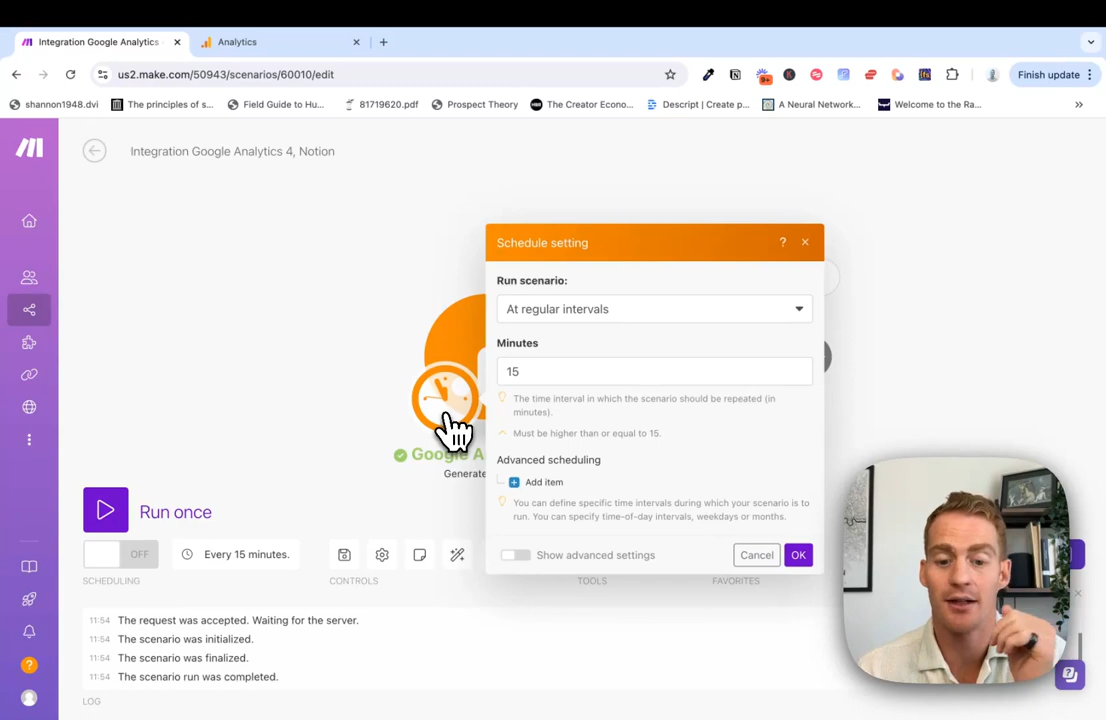 Integration Google Analytics
Analytics
us2.make.com/50943/scenarios/60010/edit
9+
Finish update
shannon1948.dvi
The principles of s...
Field Guide to Hu...
81719620.pdf
Prospect Theory
The Creator Econo...
Descript | Create p...
A Neural Network...
Welcome to the Ra...
Integration Google Analytics 4, Notion
Schedule setting
?
Run scenario:
At regular intervals
Minutes
15
The time interval in which the scenario should be repeated (in
minutes).
Must be higher than or equal to 15.
Advanced scheduling
Add item
You can define specific time intervals during which your scenario is to
run. You can specify time-of-day intervals, weekdays or months.
Show advanced settings
Cancel
OK
Google A
Generate
Run once
OFF
Every 15 minutes.
SCHEDULING
CONTROLS
TOOLS
FAVORITES
11:54 The request was accepted. Waiting for the server.
11:54 The scenario was initialized.
11:54 The scenario was finalized.
11:54 The scenario run was completed.
LOG